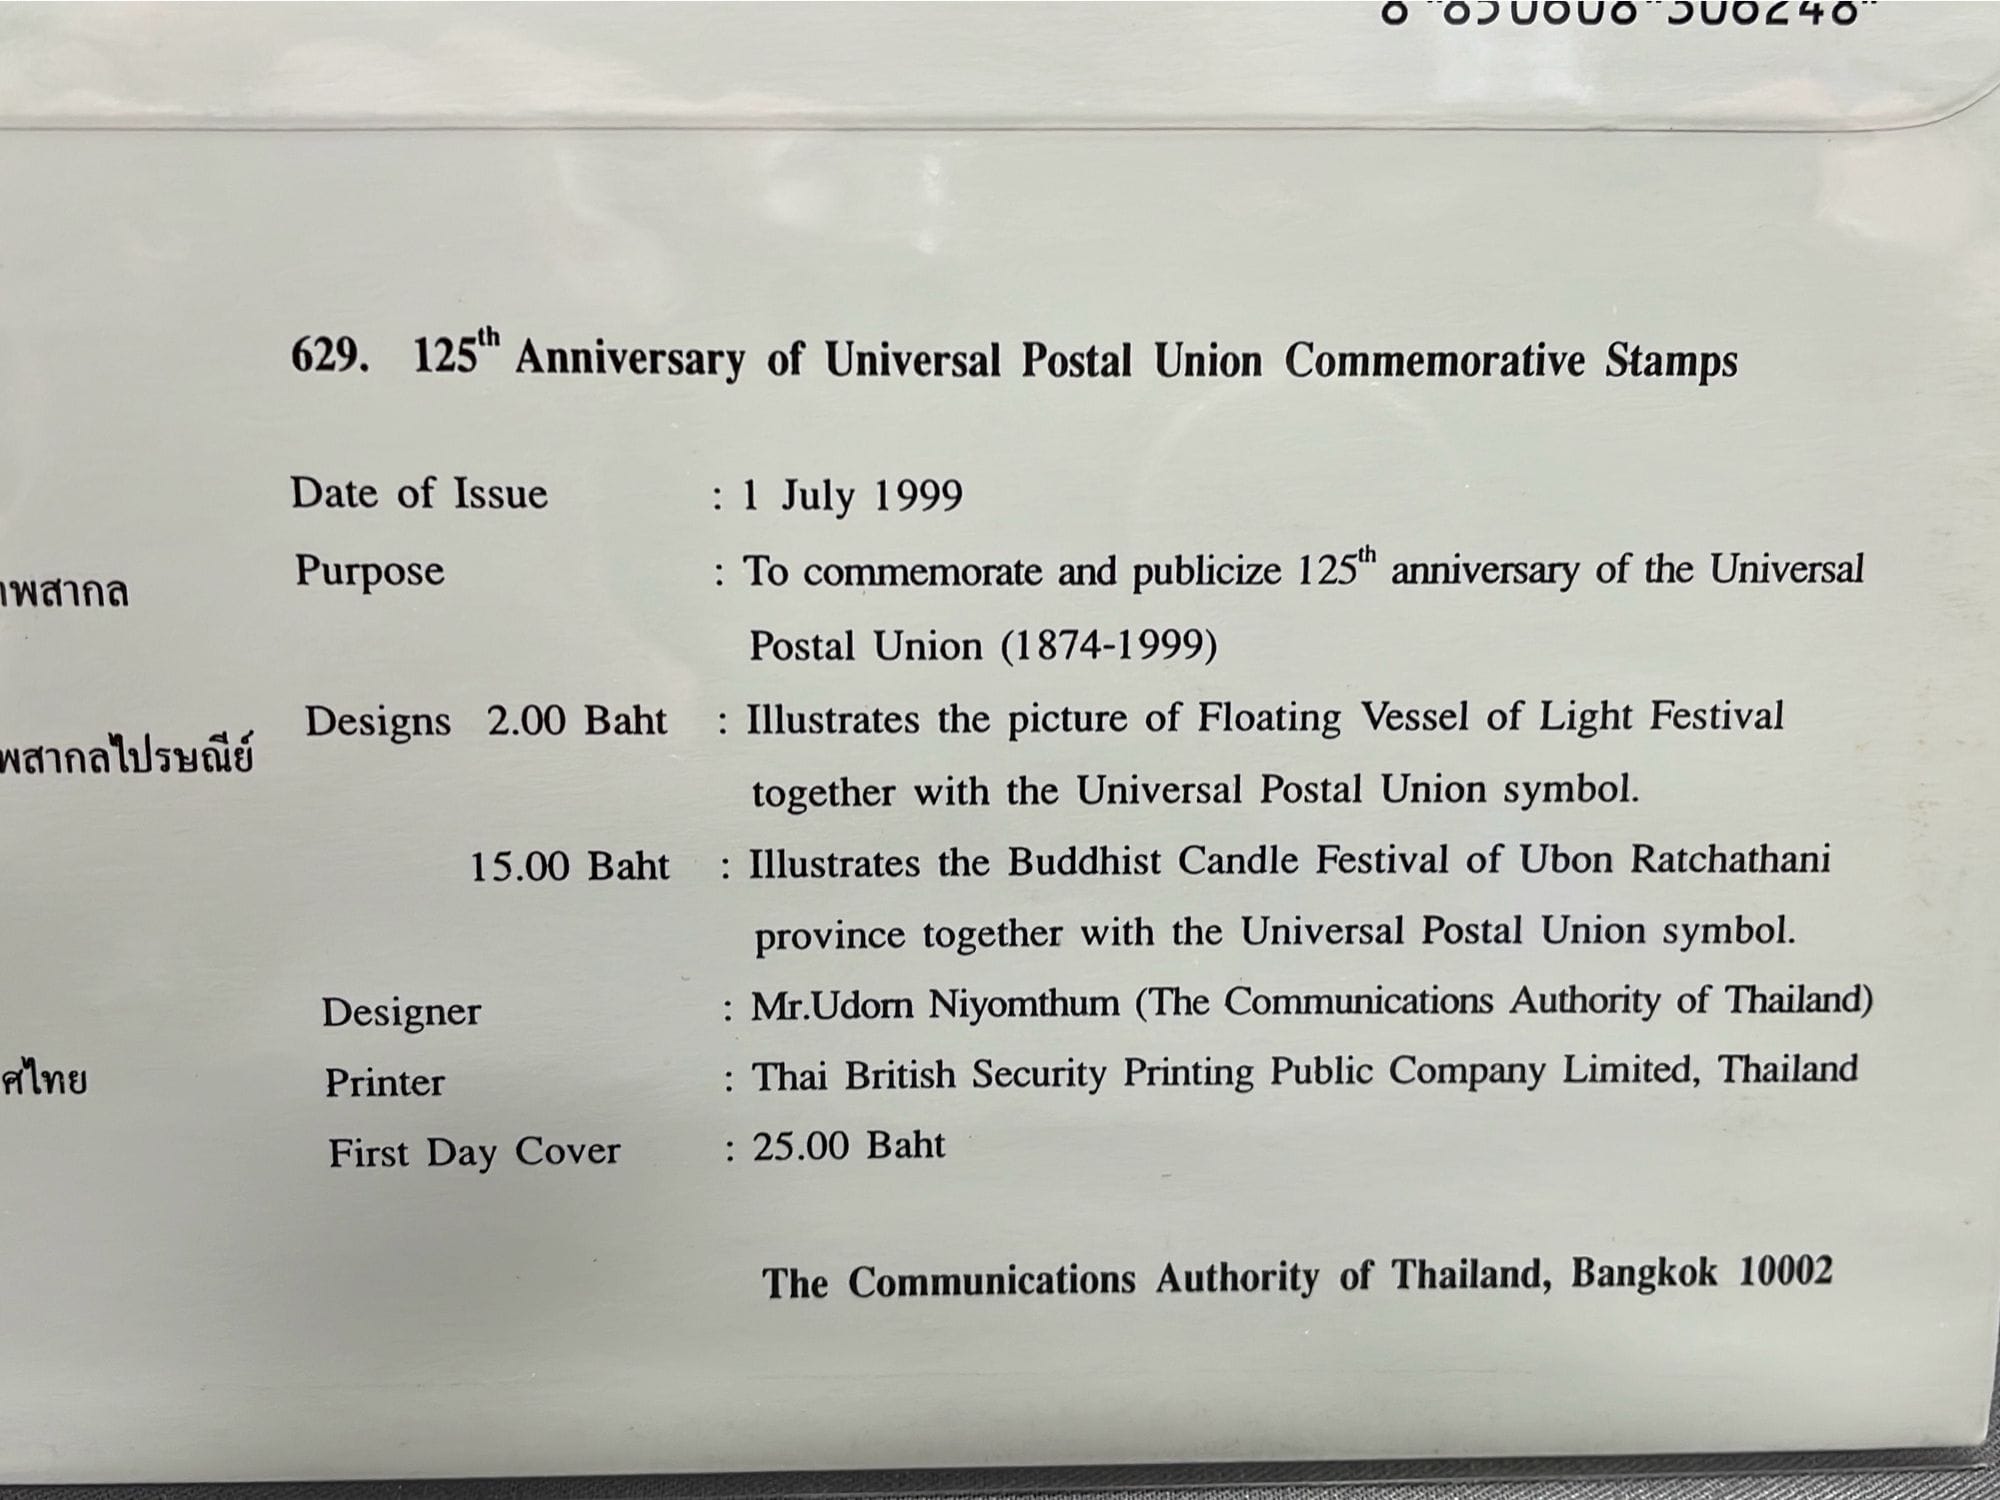 629. 125th Anniversary of Universal Postal Union Commemorative Stamps
Date of Issue : 1 July 1999
Purpose : To commemorate and publicize 125th anniversary of the Universal
Postal Union (1874-1999)
Designs 2.00 Baht : Illustrates the picture of Floating Vessel of Light Festival
together with the Universal Postal Union symbol.
15.00 Baht : Illustrates the Buddhist Candle Festival of Ubon Ratchathani
province together with the Universal Postal Union symbol.
Designer : Mr.Udom Niyomthum (The Communications Authority of Thailand)
Printer : Thai British Security Printing Public Company Limited, Thailand
First Day Cover : 25.00 Baht
The Communications Authority of Thailand, Bangkok 10002
พสากล
พสากลไปรษณีย์
ศไทย